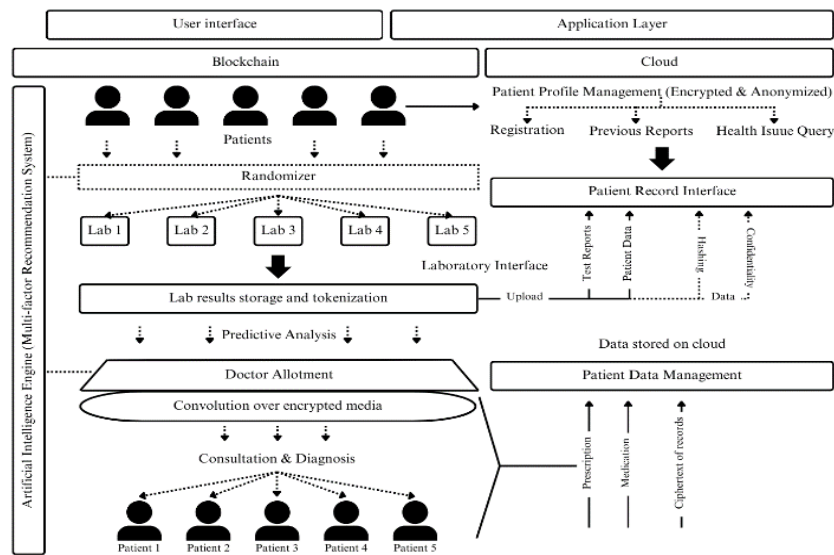 User interface
Application Layer
Blockchain
Cloud
Artificial Intelligence Engine (Multi-factor Recommendation System)
Patients
Patient Profile Management (Encrypted & Anonymized)
Registration
Previous Reports
Health Isuue Query
Randomizer
Patient Record Interface
Lab 1
Lab 2
Lab 3
Lab 4
Lab 5
Test Reports
Patient Data
Hashing
Confidentiality
Laboratory Interface
Lab results storage and tokenization
Upload
Data
Predictive Analysis
Data stored on cloud
Doctor Allotment
Patient Data Management
Convolution over encrypted media
Consultation & Diagnosis
Prescription
Medication
Ciphertext of records
Patient 1
Patient 2
Patient 3
Patient 4
Patient 5